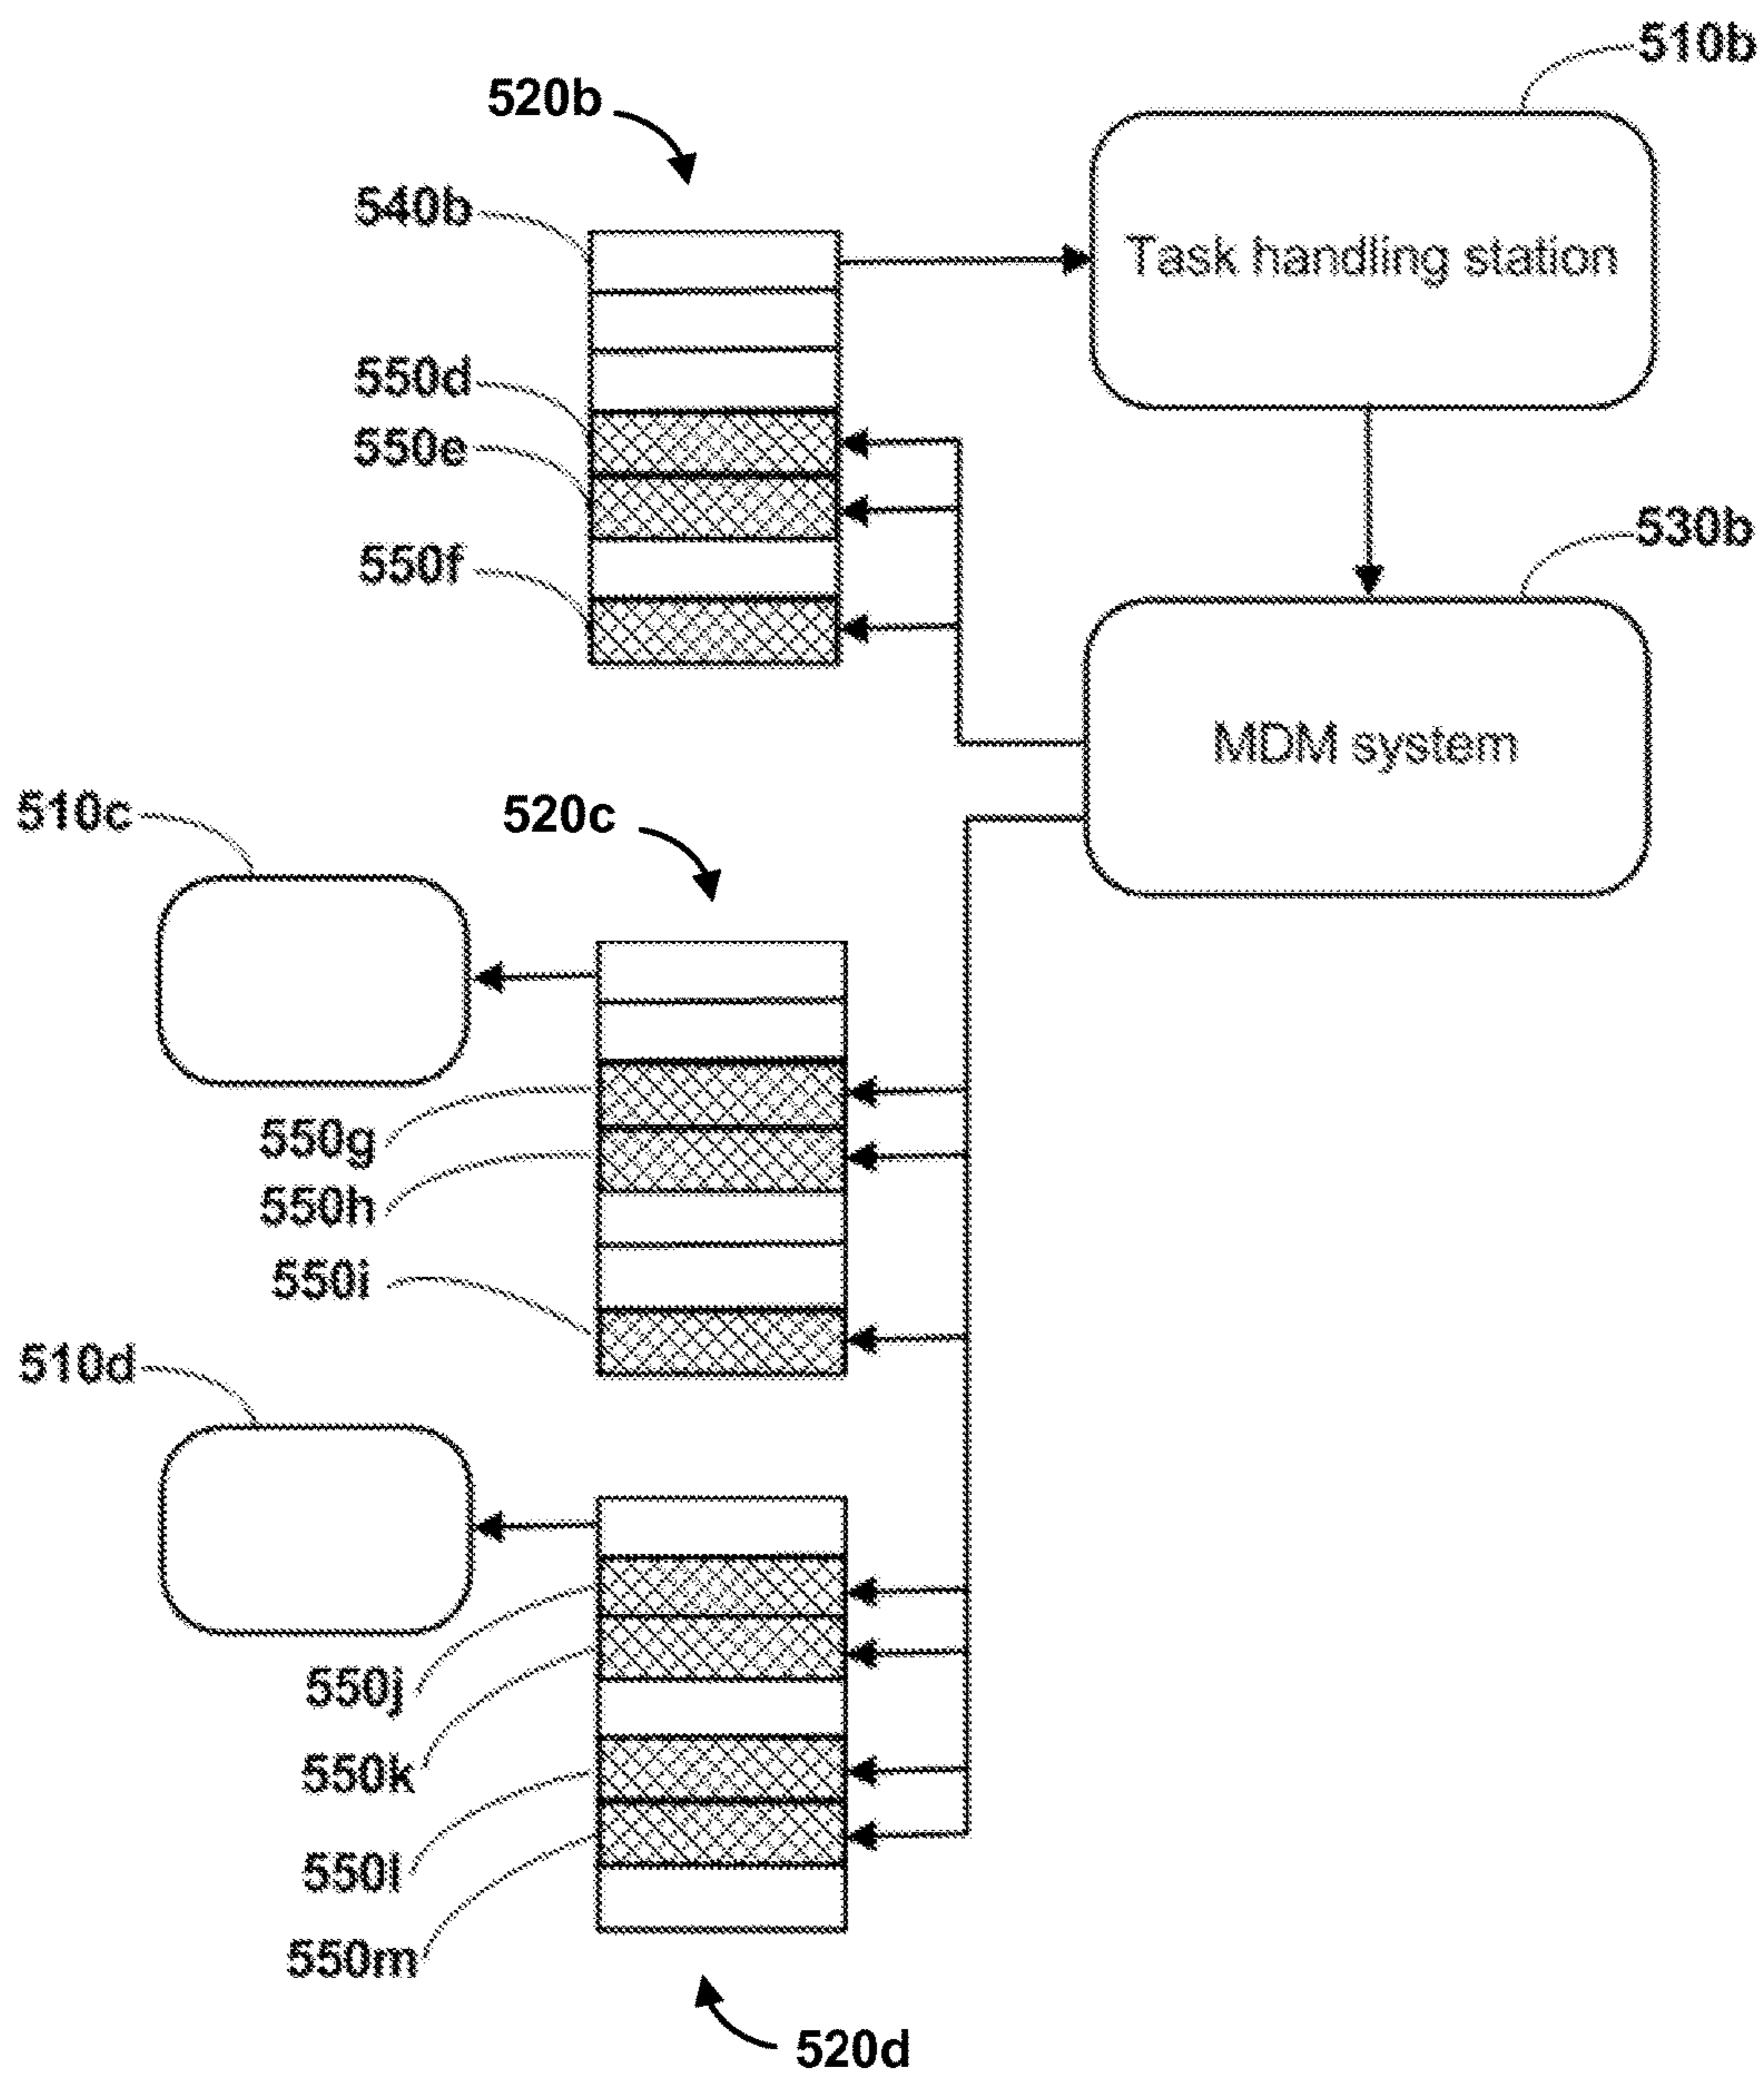 510b
520b
540b
Task handling station
550d
550e
530b
550f
MDM system
510c
520c
550g
550h
550i
510d
550j
550k
550l
550m
520d